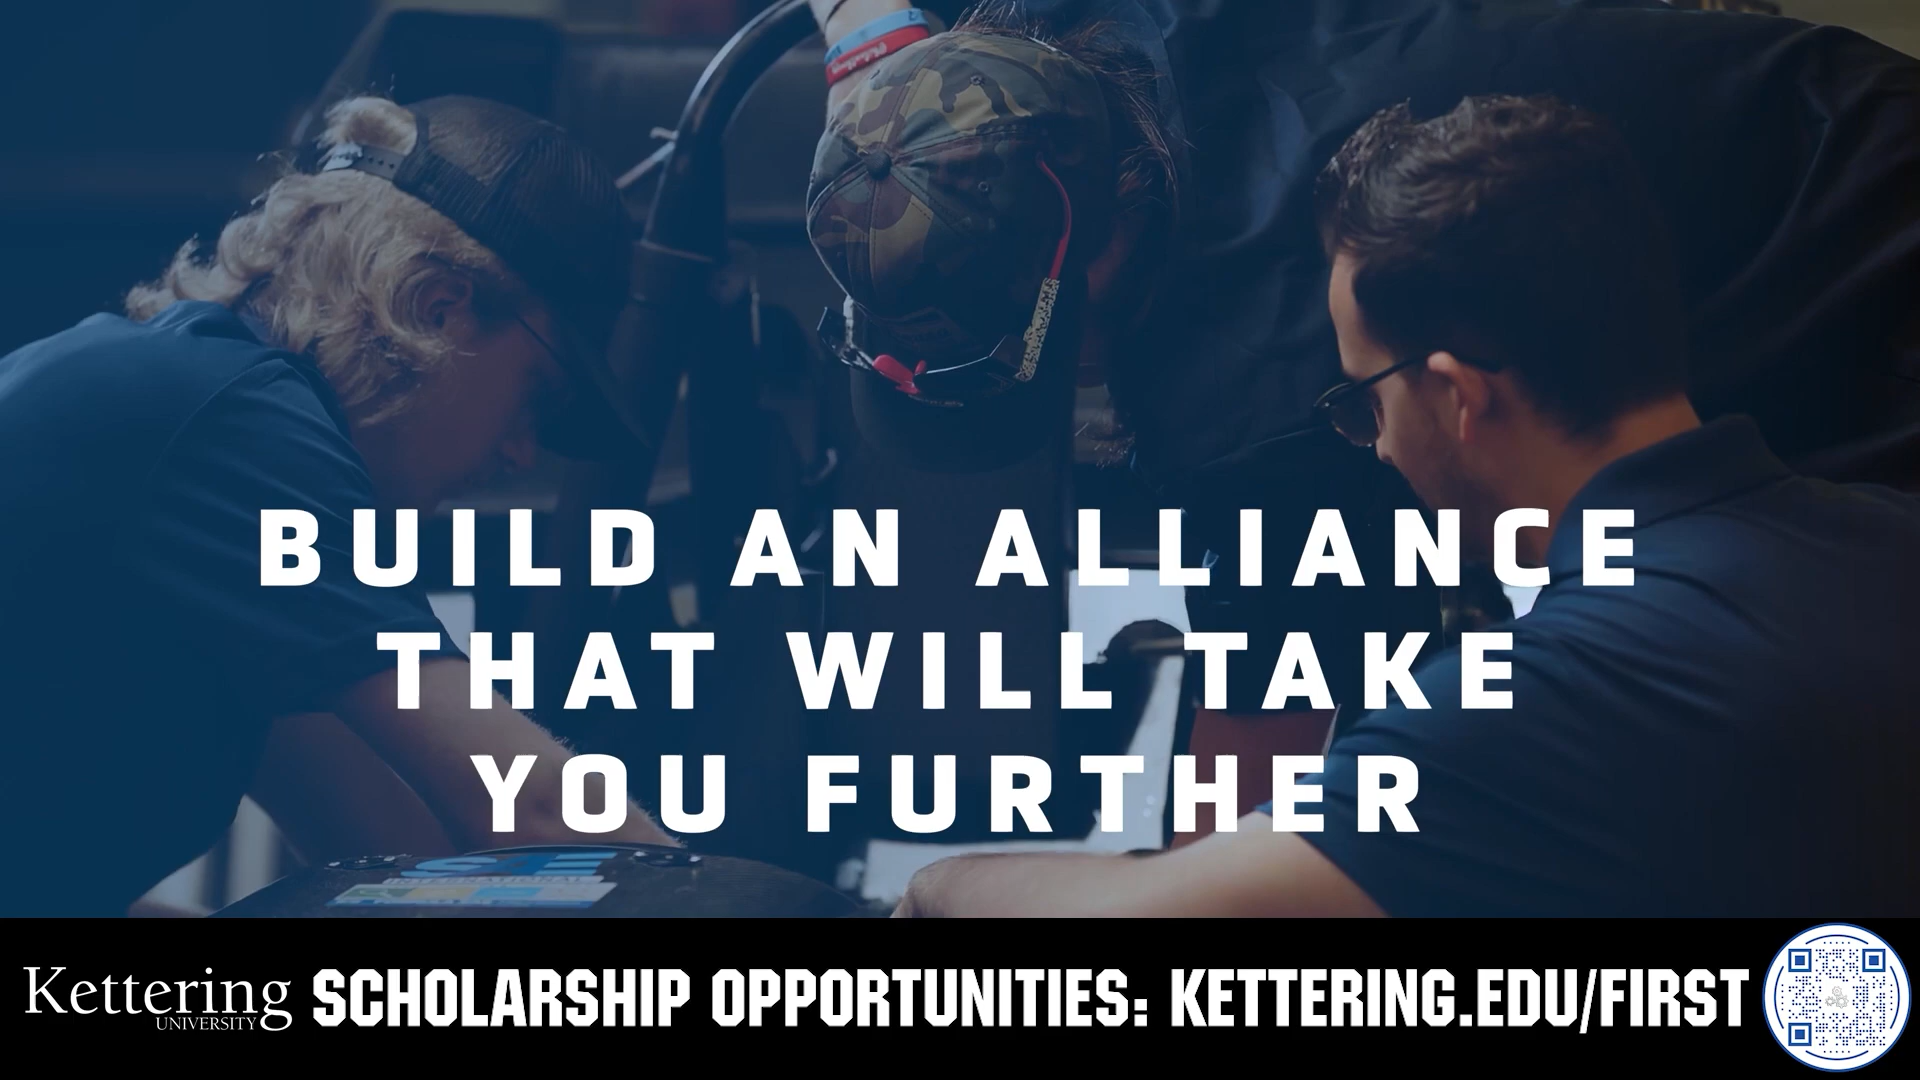 BUILD AN ALLIANCE
THAT WILL TAKE
YOU FURTHER
Kettering
UNIVERSITY
SCHOLARSHIP OPPORTUNITIES: KETTERING.EDU/FIRST